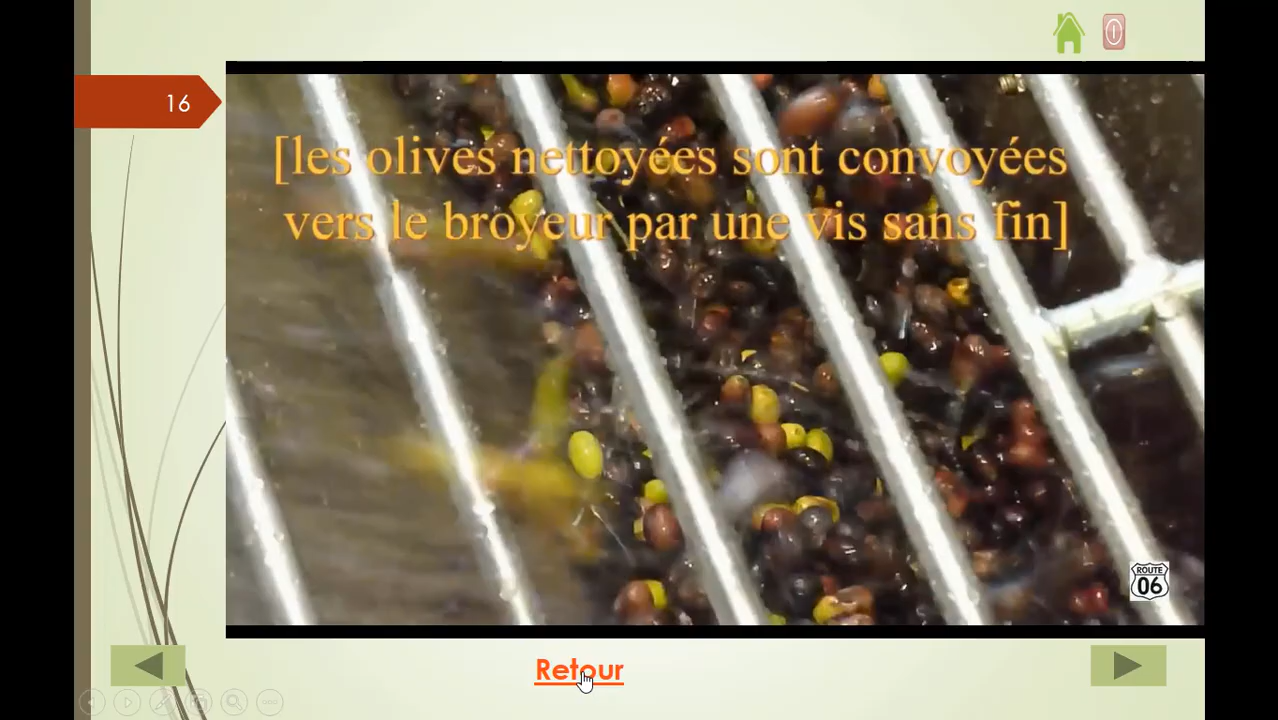 16
[les olives nettoyées sont convoyées
vers le broyeur par une vis sans fin]
ROUTE
06
Retour